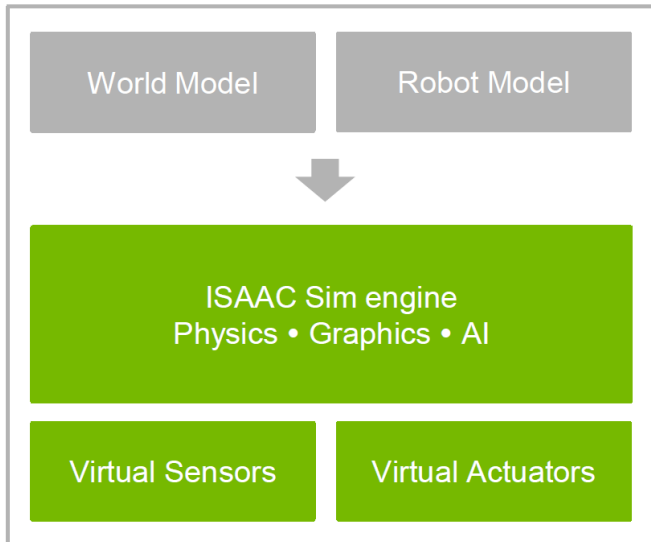 World Model
Robot Model
ISAAC Sim engine
Physics • Graphics • AI
Virtual Sensors
Virtual Actuators